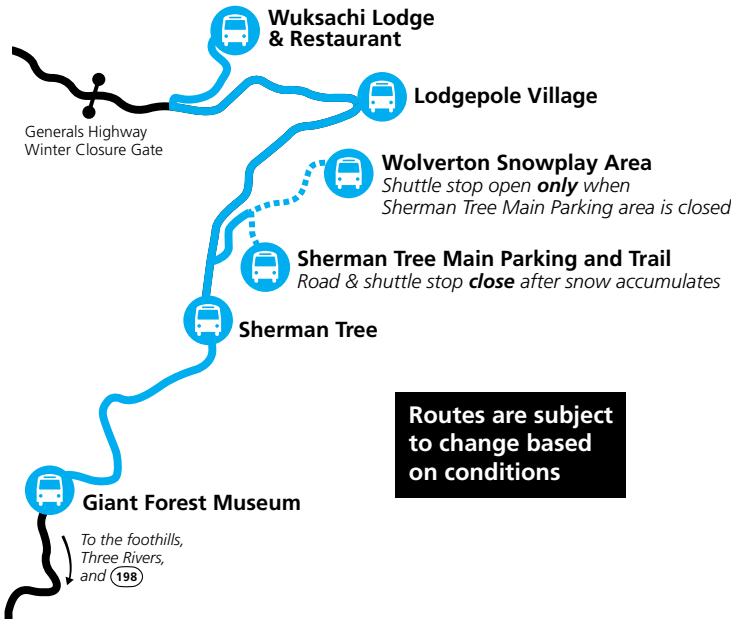 Wuksachi Lodge
& Restaurant
Lodgepole Village
Generals Highway
Winter Closure Gate
Wolverton Snowplay Area
Shuttle stop open only when
Sherman Tree Main Parking area is closed
Sherman Tree Main Parking and Trail
Road & shuttle stop close after snow accumulates
Sherman Tree
Routes are subject
to change based
on conditions
Giant Forest Museum
To the foothills,
Three Rivers,
and 198